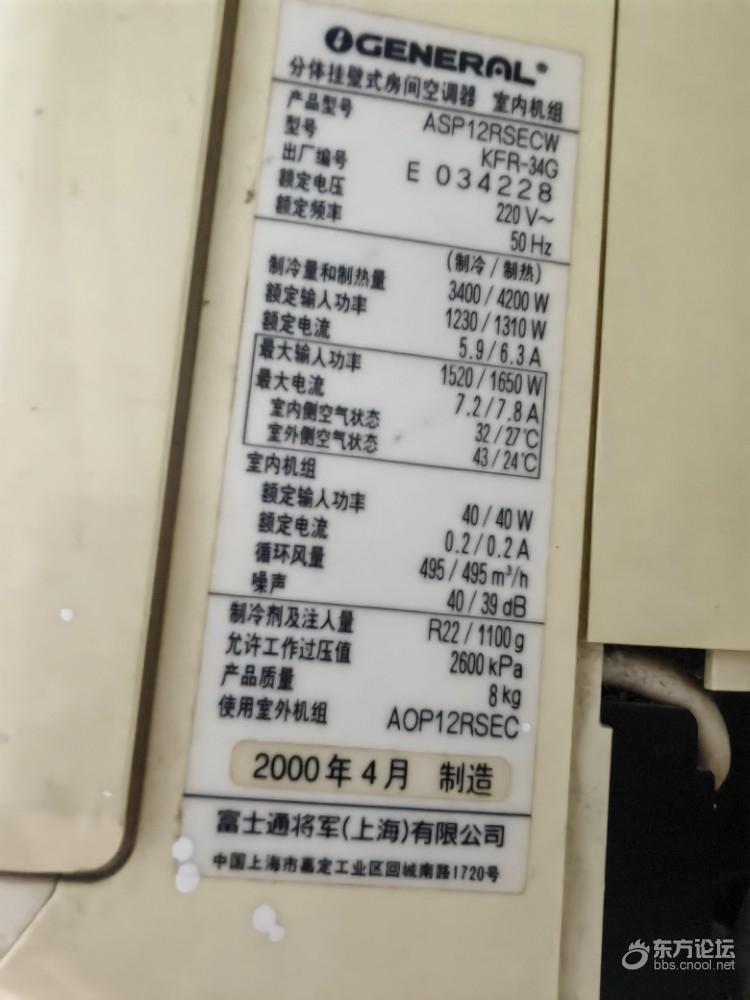 GENERAL®
分体挂壁式房间空调器 室内机组
产品型号 ASP12RSECW
型号 KFR-34G
出厂编号 E 034228
额定电压 220 V~
额定频率 50 Hz
(制冷/制热)
制冷量和制热量 3400/4200 W
额定输人功率 1230/1310 W
额定电流 5.9/6.3 A
最大输人功率 1520/1650 W
最大电流 7.2/7.8 A
室内侧空气状态 32/27℃
室外侧空气状态 43/24℃
室内机组
额定输人功率 40/40 W
额定电流 0.2/0.2 A
循环风量 495/495 m³/h
噪声 40/39 dB
制冷剂及注人量 R22/1100g
允许工作过压值 2600 kPa
产品质量 8kg
使用室外机组 AOP12RSEC
2000年4月 制造
富士通将军(上海)有限公司
中国上海市嘉定工业区回城南路1720号
东方论坛
bbs.cnool.net